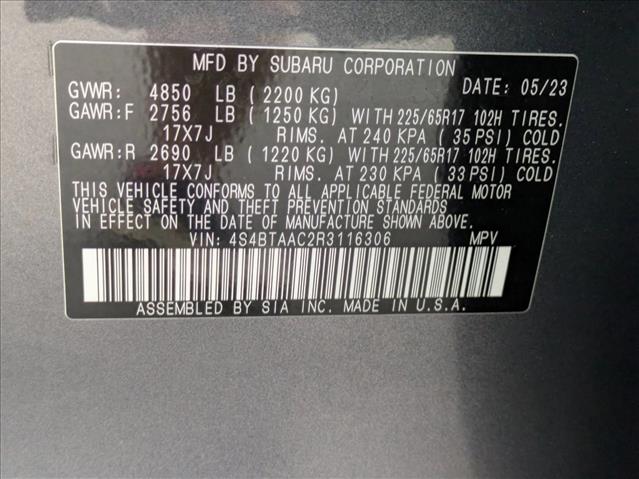 MFD BY SUBARU CORPORATION
GVWR: 4850 LB ( 2200 KG) DATE: 05/23
GAWR:F 2756 LB ( 1250 KG) WITH 225/65R17 102H TIRES.
17X7J RIMS. AT 240 KPA ( 35 PSI) COLD
GAWR:R 2690 LB ( 1220 KG) WITH 225/65R17 102H TIRES.
17X7J RIMS. AT 230 KPA ( 33 PSI) COLD
THIS VEHICLE CONFORMS TO ALL APPLICABLE FEDERAL MOTOR
VEHICLE SAFETY AND THEFT PREVENTION STANDARDS
IN EFFECT ON THE DATE OF MANUFACTURE SHOWN ABOVE.
VIN: 4S4BTAAC2R3116306 MPV
ASSEMBLED BY SIA INC. MADE IN U.S.A.